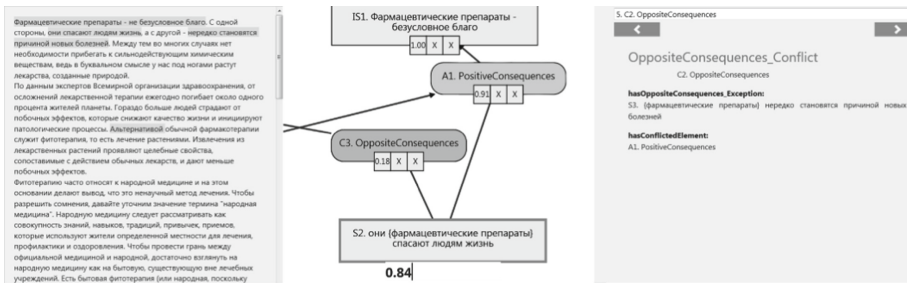 Фармацевтические препараты - не безусловное благо. С одной
стороны, они спасают людям жизнь, а с другой - нередко становятся
причиной новых болезней. Между тем во многих случаях нет
необходимости прибегать к сильнодействующим химическим
веществам, ведь в буквальном смысле у нас под ногами растут
лекарства, созданные природой.
По данным экспертов Всемирной организации здравоохранения, от
осложнений лекарственной терапии ежегодно погибает около одного
процента жителей планеты. Гораздо больше людей страдают от
побочных эффектов, которые снижают качество жизни и инициируют
патологические процессы. Альтернативой обычной фармакотерапии
служит фитотерапия, то есть лечение растениями. Извлечения из
лекарственных растений проявляют целебные свойства,
сопоставимые с действием обычных лекарств, и дают меньше
побочных эффектов.
Фитотерапию часто относят к народной медицине и на этом
основании делают вывод, что это ненаучный метод лечения. Чтобы
разрешить сомнения, давайте уточним значение термина "народная
медицина". Народную медицину следует рассматривать как
совокупность знаний, навыков, традиций, привычек, приемов,
которые используют жители определенной местности для лечения,
профилактики и оздоровления. Чтобы провести грань между
официальной медициной и народной, достаточно взглянуть на
народную медицину как на бытовую, существующую вне лечебных
учреждений. Есть бытовая фитотерапия (или народная, поскольку
IS1. Фармацевтические препараты -
безусловное благо
1.00 X X
A1. PositiveConsequences
0.91 X X
C3. OppositeConsequences
0.18 X X
S2. они {фармацевтические препараты}
спасают людям жизнь
0.84
5. C2. OppositeConsequences
< >
OppositeConsequences_Conflict
C2. OppositeConsequences
hasOppositeConsequences_Exception:
S3. {фармацевтические препараты} нередко становятся причиной новых
болезней
hasConflictedElement:
A1. PositiveConsequences